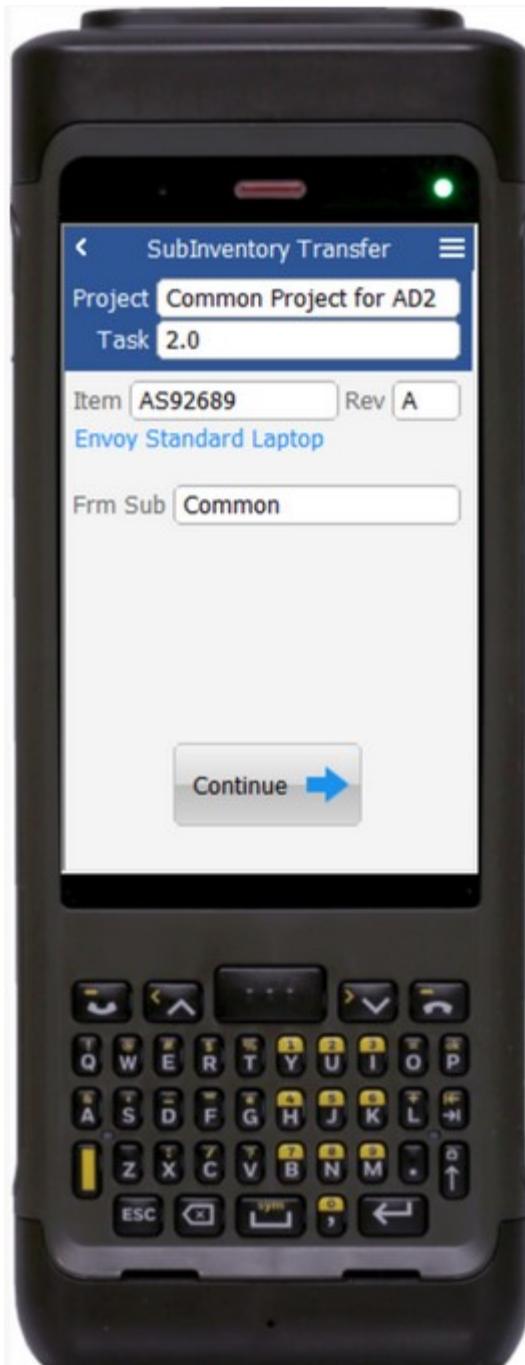 SubInventory Transfer
Project Common Project for AD2
Task 2.0
Item AS92689 Rev A
Envoy Standard Laptop
Frm Sub Common
Continue
Q W E R T Y U I O P
A S D F G H J K L
Z X C V B N M .
ESC sym ,